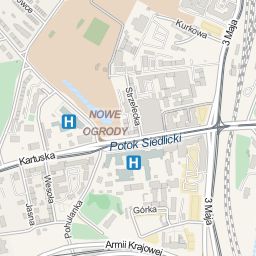 Kurkowa
3 Maja
Strzelecka
NOWE
OGRODY
H
Potok Siedlicki
Kartuska
H
Wesoła
Jasna
Pohulanka
Górka
3 Maja
Armii Krajowej